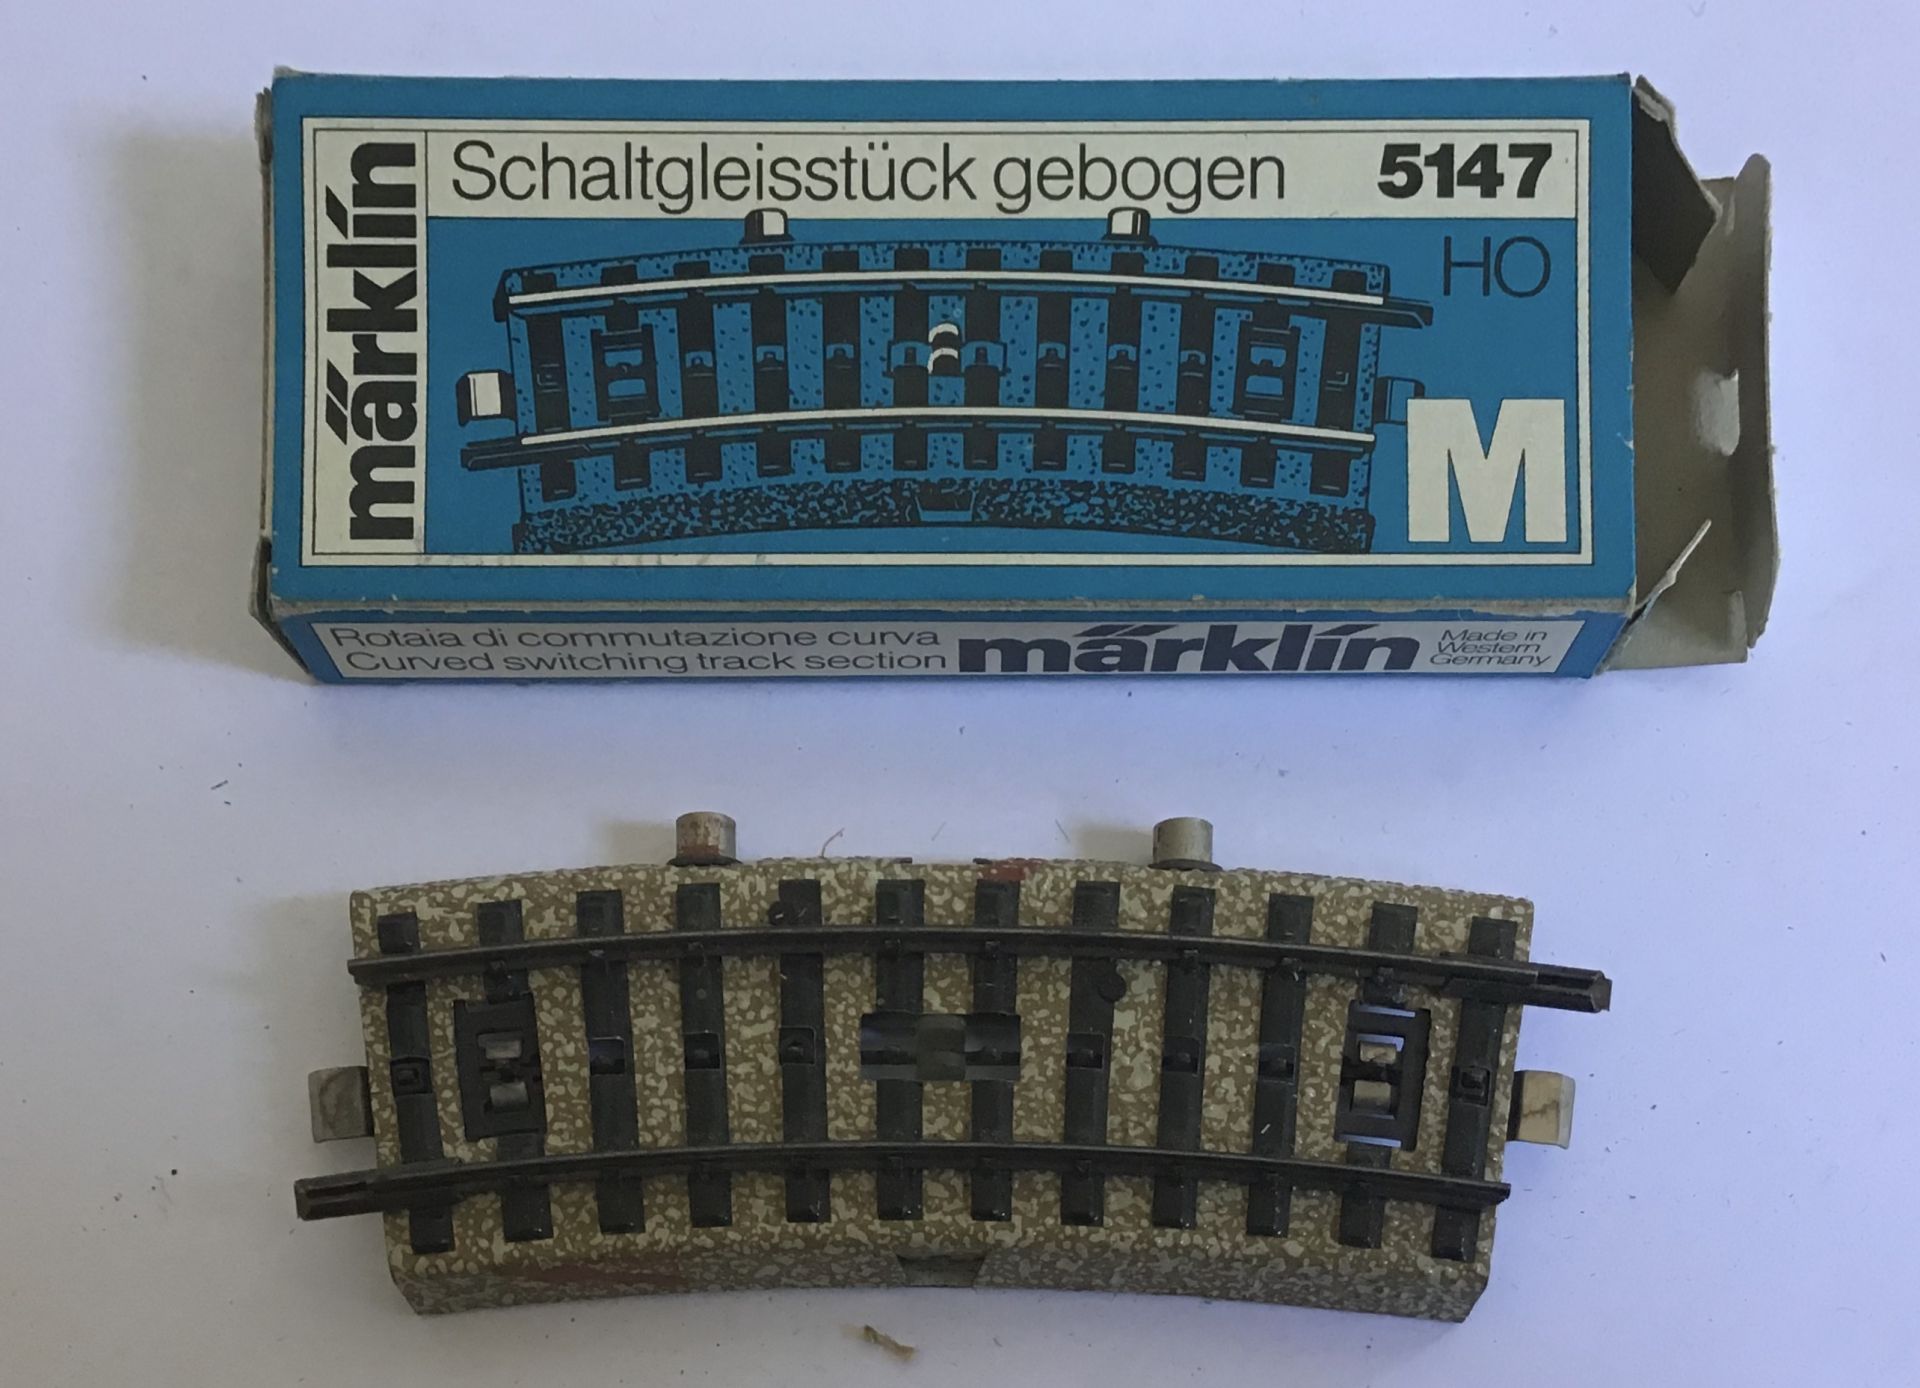 märklin
Schaltgleisstück gebogen 5147
HO
M
Rotaia di commutazione curva
Curved switching track section
märklin
Made in
Western
Germany